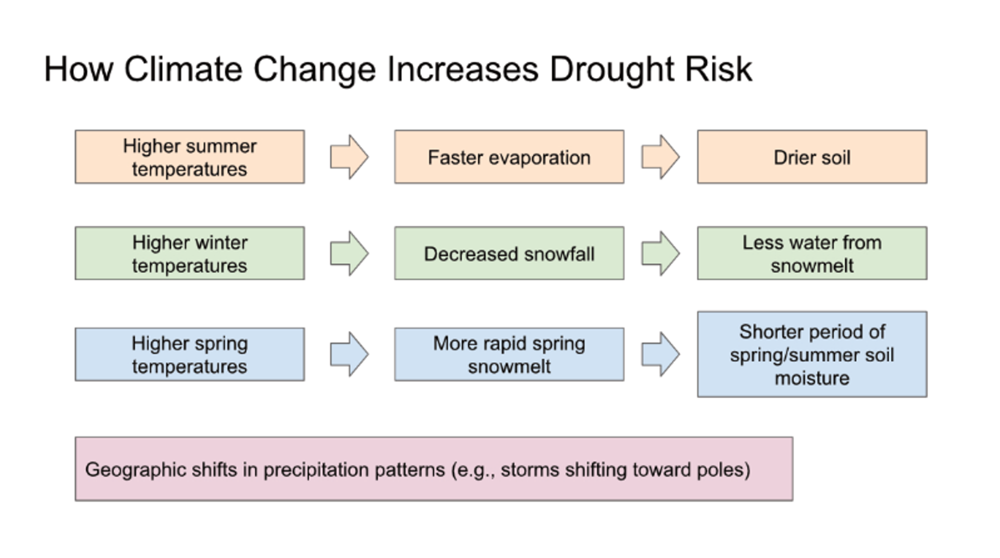 How Climate Change Increases Drought Risk
Higher summer
temperatures
Faster evaporation
Drier soil
Higher winter
temperatures
Decreased snowfall
Less water from
snowmelt
Higher spring
temperatures
More rapid spring
snowmelt
Shorter period of
spring/summer soil
moisture
Geographic shifts in precipitation patterns (e.g., storms shifting toward poles)